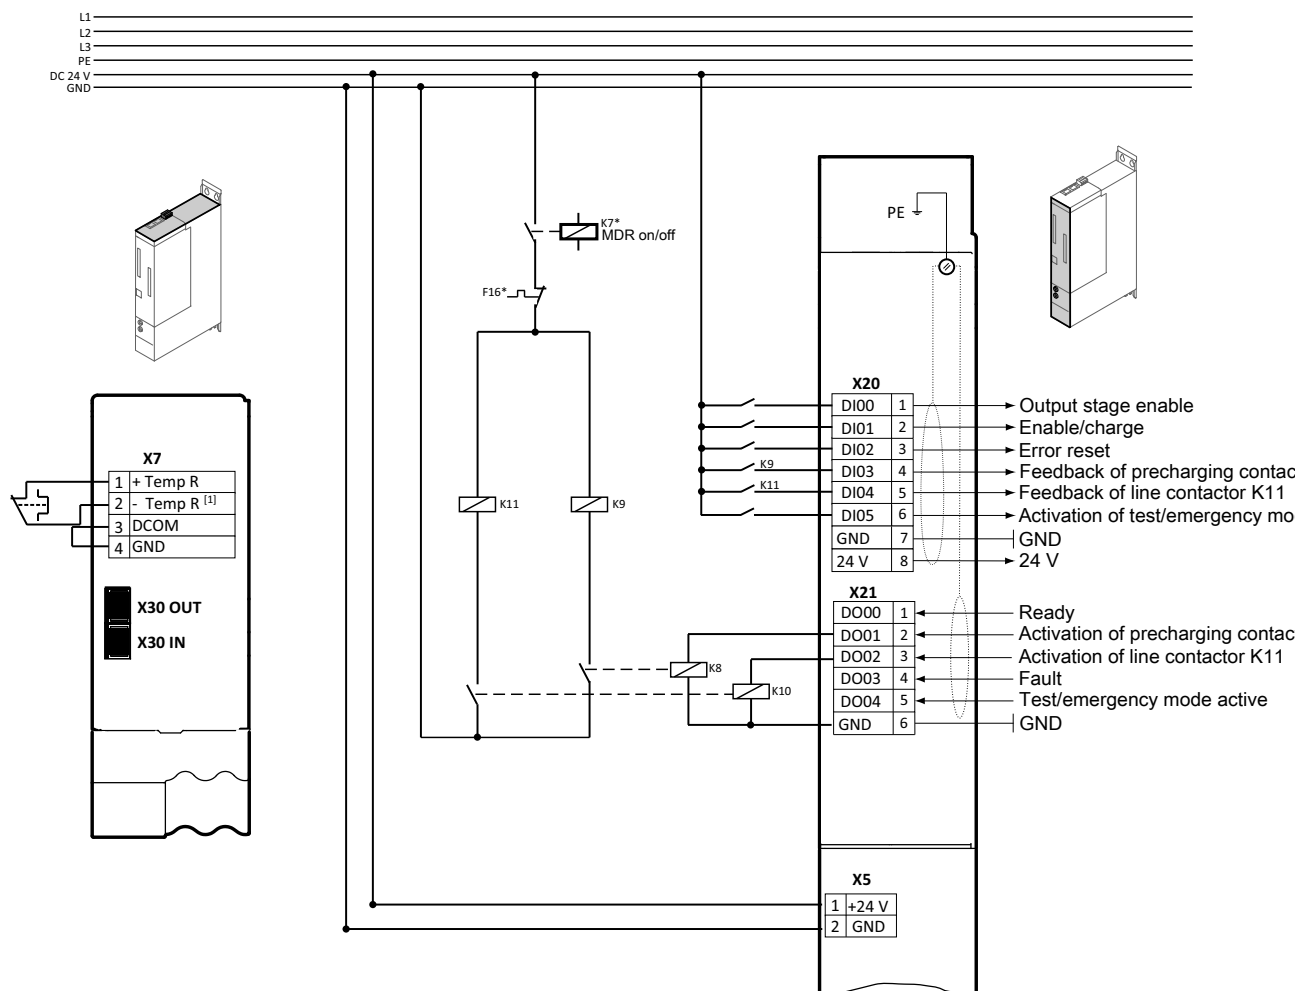 L1
L2
L3
PE
DC 24 V
GND
K7*
MDR on/off
F16*
K11
K9
K8
K10
PE
X7
1 + Temp R
2 - Temp R [1]
3 DCOM
4 GND
X30 OUT
X30 IN
X20
DI00 1 Output stage enable
DI01 2 Enable/charge
DI02 3 Error reset
K9 DI03 4 Feedback of precharging contac
K11 DI04 5 Feedback of line contactor K11
DI05 6 Activation of test/emergency mo
GND 7 GND
24 V 8 24 V
X21
DO00 1 Ready
DO01 2 Activation of precharging contac
DO02 3 Activation of line contactor K11
DO03 4 Fault
DO04 5 Test/emergency mode active
GND 6 GND
X5
1 +24 V
2 GND